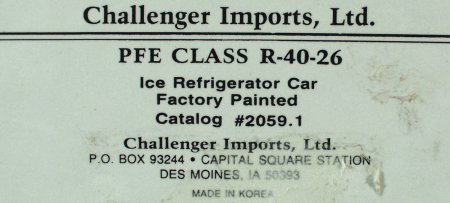 Challenger Imports, Ltd.
PFE CLASS R-40-26
Ice Refrigerator Car
Factory Painted
Catalog #2059.1
Challenger Imports, Ltd.
P.O. BOX 93244 • CAPITAL SQUARE STATION
DES MOINES, IA 50393
MADE IN KOREA